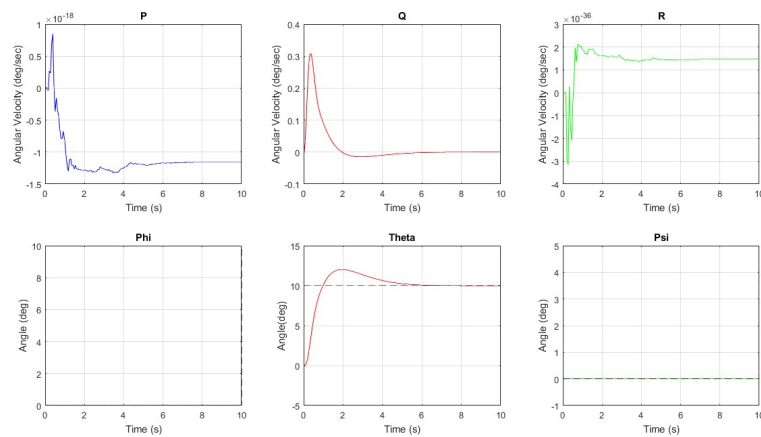 P
×10⁻¹⁸
Angular Velocity (deg/sec)
1
0.5
0
-0.5
-1
-1.5
0 2 4 6 8 10
Time (s)
Q
Angular Velocity (deg/sec)
0.4
0.3
0.2
0.1
0
-0.1
0 2 4 6 8 10
Time (s)
R
×10⁻³⁶
Angular Velocity (deg/sec)
3
2
1
0
-1
-2
-3
-4
0 2 4 6 8 10
Time (s)
Phi
Angle (deg)
10
8
6
4
2
0
0 2 4 6 8 10
Time (s)
Theta
Angle(deg)
15
10
5
0
-5
0 2 4 6 8 10
Time (s)
Psi
Angle (deg)
5
4
3
2
1
0
-1
0 2 4 6 8 10
Time (s)